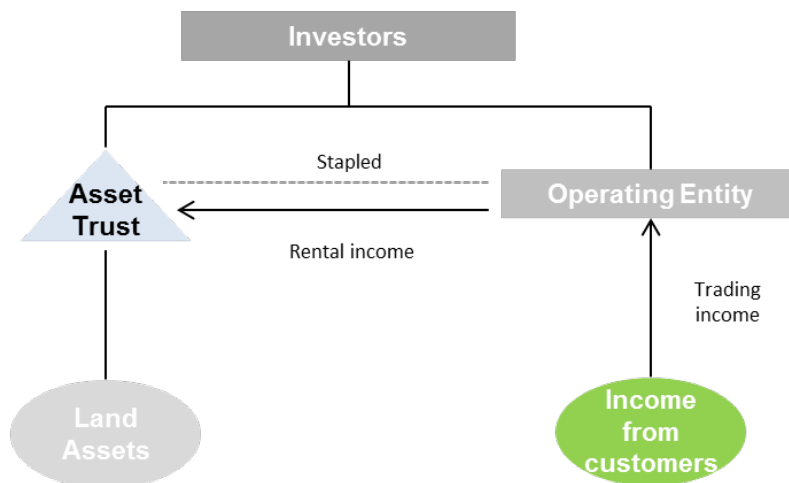 Investors
Stapled
Asset
Trust
Operating Entity
Rental income
Trading
income
Land
Assets
Income
from
customers